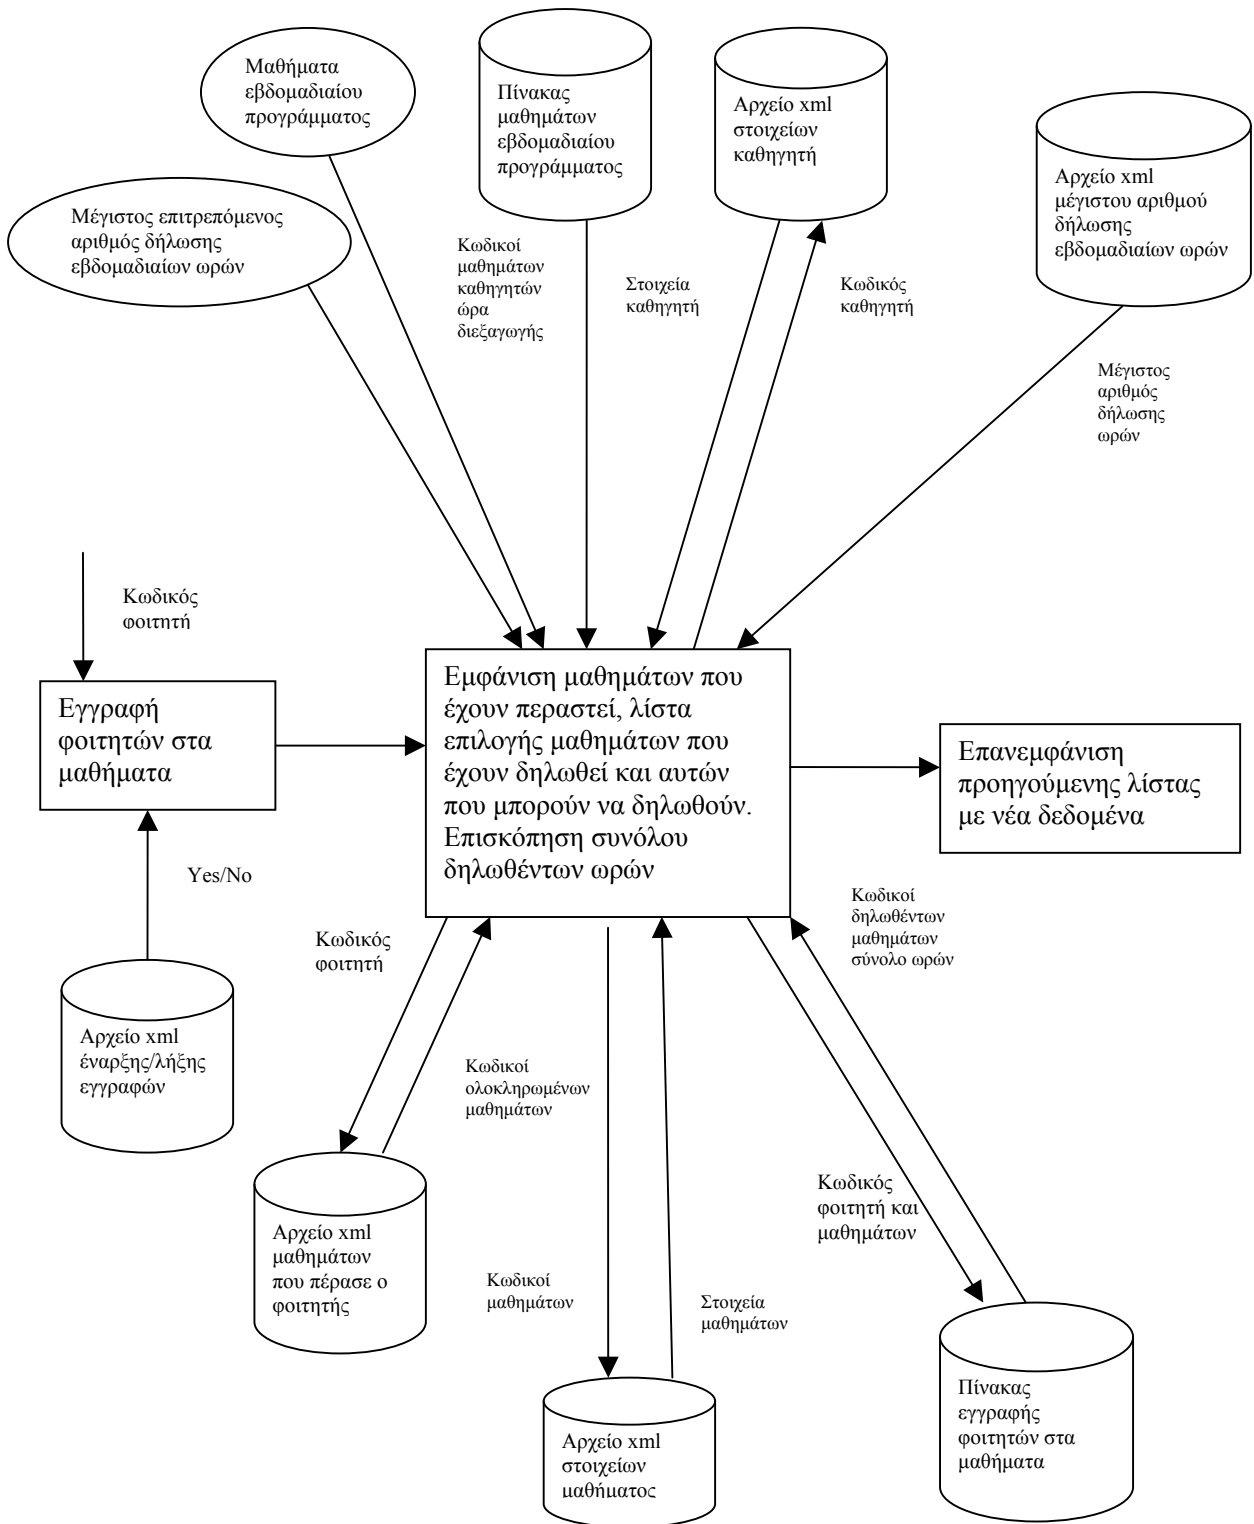 Μαθήματα
εβδομαδιαίου
προγράμματος
Πίνακας
μαθημάτων
εβδομαδιαίου
προγράμματος
Αρχείο xml
στοιχείων
καθηγητή
Αρχείο xml
μέγιστου αριθμού
δήλωσης
εβδομαδιαίων ωρών
Μέγιστος επιτρεπόμενος
αριθμός δήλωσης
εβδομαδιαίων ωρών
Κωδικοί
μαθημάτων
καθηγητών
ώρα
διεξαγωγής
Στοιχεία
καθηγητή
Κωδικός
καθηγητή
Μέγιστος
αριθμός
δήλωσης
ωρών
Κωδικός
φοιτητή
Εγγραφή
φοιτητών στα
μαθήματα
Εμφάνιση μαθημάτων που
έχουν περαστεί, λίστα
επιλογής μαθημάτων που
έχουν δηλωθεί και αυτών
που μπορούν να δηλωθούν.
Επισκόπηση συνόλου
δηλωθέντων ωρών
Επανεμφάνιση
προηγούμενης λίστας
με νέα δεδομένα
Yes/No
Κωδικός
φοιτητή
Κωδικοί
δηλωθέντων
μαθημάτων
σύνολο ωρών
Αρχείο xml
έναρξης/λήξης
εγγραφών
Κωδικοί
ολοκληρωμένων
μαθημάτων
Αρχείο xml
μαθημάτων
που πέρασε ο
φοιτητής
Κωδικός
φοιτητή και
μαθημάτων
Κωδικοί
μαθημάτων
Στοιχεία
μαθημάτων
Αρχείο xml
στοιχείων
μαθήματος
Πίνακας
εγγραφής
φοιτητών στα
μαθήματα